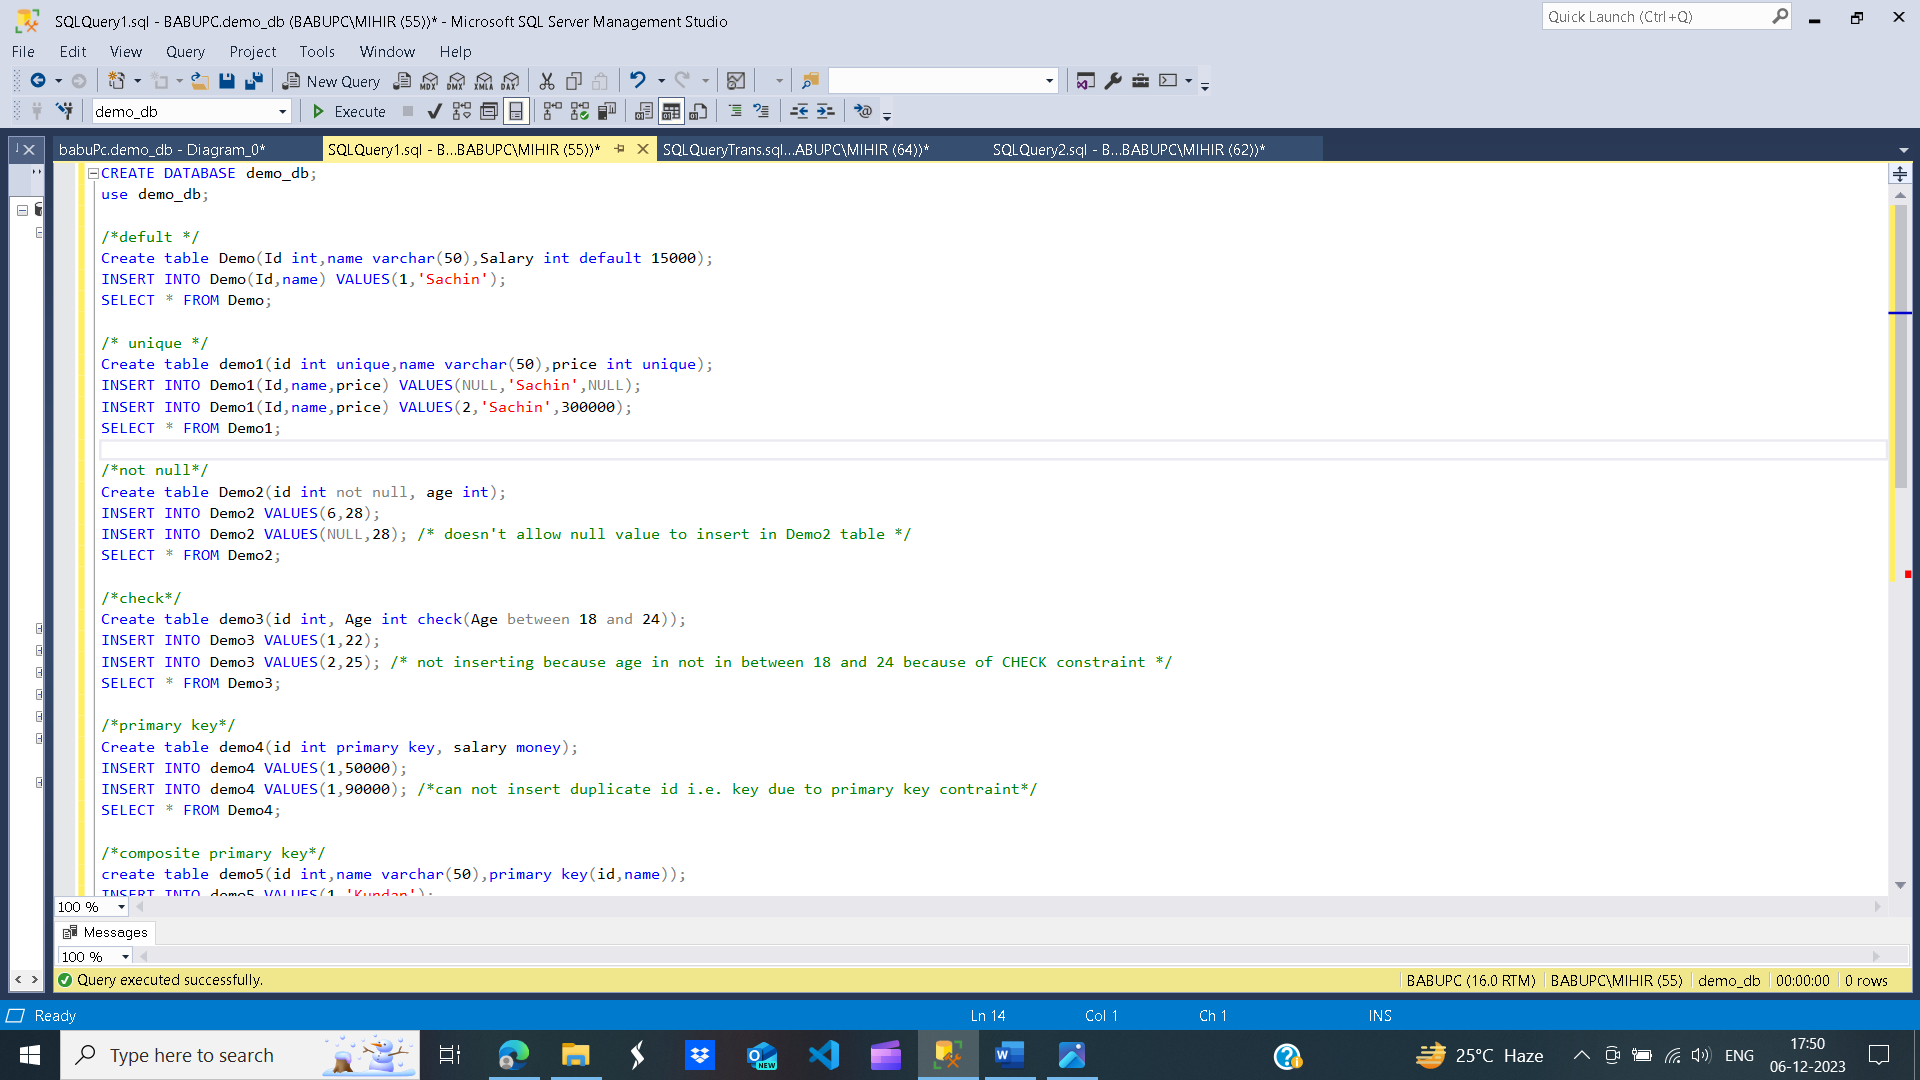 SQLQuery1.sql - BABUPC.demo_db (BABUPC\MIHIR (55))* - Microsoft SQL Server Management Studio
Quick Launch (Ctrl+Q)
File Edit View Query Project Tools Window Help
New Query MDX DMX XMLA DAX
demo_db Execute
babuPc.demo_db - Diagram_0* SQLQuery1.sql - B...BABUPC\MIHIR (55))* SQLQueryTrans.sql...ABUPC\MIHIR (64))* SQLQuery2.sql - B...BABUPC\MIHIR (62))*
CREATE DATABASE demo_db;
use demo_db;
/*defult */
Create table Demo(Id int,name varchar(50),Salary int default 15000);
INSERT INTO Demo(Id,name) VALUES(1,'Sachin');
SELECT * FROM Demo;
/* unique */
Create table demo1(id int unique,name varchar(50),price int unique);
INSERT INTO Demo1(Id,name,price) VALUES(NULL,'Sachin',NULL);
INSERT INTO Demo1(Id,name,price) VALUES(2,'Sachin',300000);
SELECT * FROM Demo1;
/*not null*/
Create table Demo2(id int not null, age int);
INSERT INTO Demo2 VALUES(6,28);
INSERT INTO Demo2 VALUES(NULL,28); /* doesn't allow null value to insert in Demo2 table */
SELECT * FROM Demo2;
/*check*/
Create table demo3(id int, Age int check(Age between 18 and 24));
INSERT INTO Demo3 VALUES(1,22);
INSERT INTO Demo3 VALUES(2,25); /* not inserting because age in not in between 18 and 24 because of CHECK constraint */
SELECT * FROM Demo3;
/*primary key*/
Create table demo4(id int primary key, salary money);
INSERT INTO demo4 VALUES(1,50000);
INSERT INTO demo4 VALUES(1,90000); /*can not insert duplicate id i.e. key due to primary key contraint*/
SELECT * FROM Demo4;
/*composite primary key*/
create table demo5(id int,name varchar(50),primary key(id,name));
INSERT INTO demo5 VALUES(1,'Kundan');
100 %
Messages
100 %
Query executed successfully. BABUPC (16.0 RTM) BABUPC\MIHIR (55) demo_db 00:00:00 0 rows
Ready Ln 14 Col 1 Ch 1 INS
Type here to search NEW 25°C Haze ENG 17:50
06-12-2023